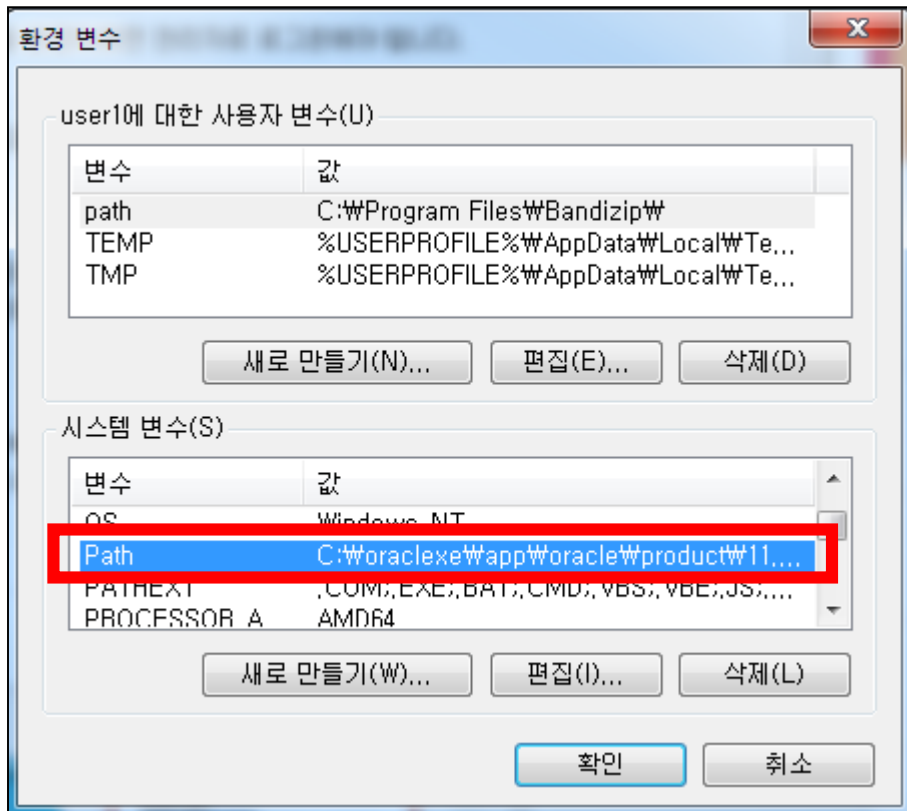 환경 변수
user1에 대한 사용자 변수(U)
변수 값
path C:₩Program Files₩Bandizip₩
TEMP %USERPROFILE%₩AppData₩Local₩Te...
TMP %USERPROFILE%₩AppData₩Local₩Te...
새로 만들기(N)... 편집(E)... 삭제(D)
시스템 변수(S)
변수 값
OS Windows_NT
Path C:₩oraclexe₩app₩oracle₩product₩11....
PATHEXT .COM;.EXE;.BAT;.CMD;.VBS;.VBE;.JS;....
PROCESSOR_A... AMD64
새로 만들기(W)... 편집(I)... 삭제(L)
확인 취소